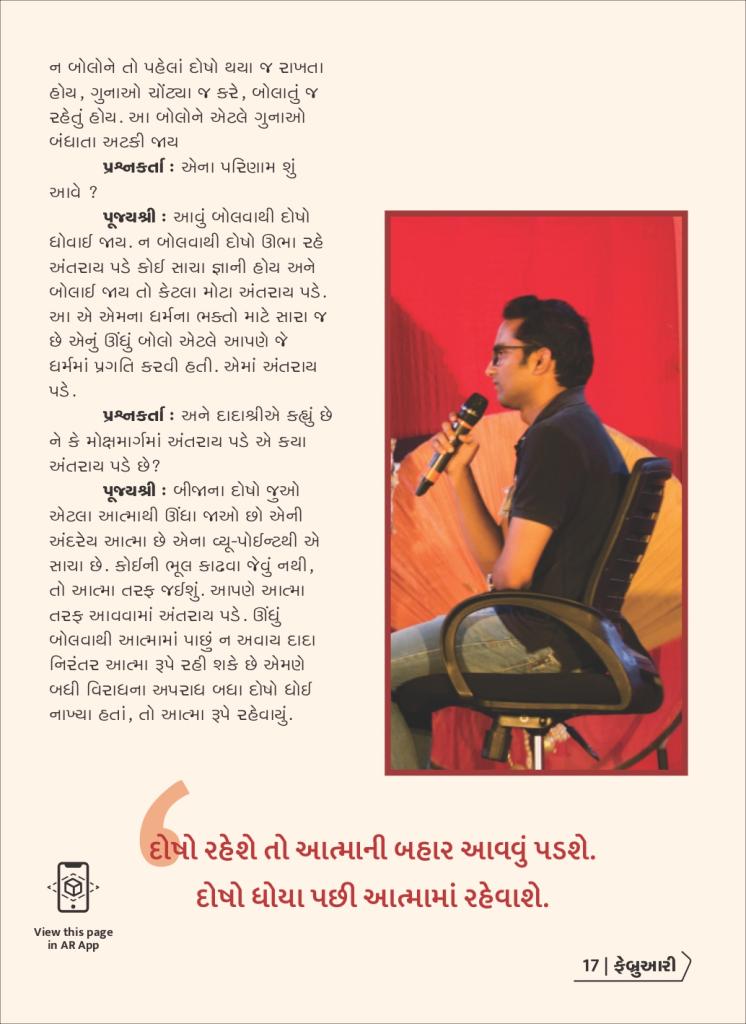 ન બોલોને તો પહેલાં દોષો થયા જ રાખતા
હોય, ગુનાઓ ચોંટ્યા જ કરે, બોલાતું જ
રહેતું હોય. આ બોલોને એટલે ગુનાઓ
બંધાતા અટકી જાય
પ્રશ્નકર્તા : એના પરિણામ શું
આવે ?
પૂજ્યશ્રી : આવું બોલવાથી દોષો
ધોવાઈ જાય. ન બોલવાથી દોષો ઊભા રહે
અંતરાય પડે કોઈ સાચા જ્ઞાની હોય અને
બોલાઈ જાય તો કેટલા મોટા અંતરાય પડે.
આ એ એમના ધર્મના ભક્તો માટે સારા જ
છે એનું ઊંધું બોલો એટલે આપણે જે
ધર્મમાં પ્રગતિ કરવી હતી. એમાં અંતરાય
પડે.
પ્રશ્નકર્તા : અને દાદાશ્રીએ કહ્યું છે
ને કે મોક્ષમાર્ગમાં અંતરાય પડે એ કયા
અંતરાય પડે છે?
પૂજ્યશ્રી : બીજાના દોષો જુઓ
એટલા આત્માથી ઊંધા જાઓ છો એની
અંદરેય આત્મા છે એના વ્યૂ-પોઈન્ટથી એ
સાચા છે. કોઈની ભૂલ કાઢવા જેવું નથી,
તો આત્મા તરફ જઈશું. આપણે આત્મા
તરફ આવવામાં અંતરાય પડે. ઊંધું
બોલવાથી આત્મામાં પાછું ન અવાય દાદા
નિરંતર આત્મા રૂપે રહી શકે છે એમણે
બધી વિરાધના અપરાધ બધા દોષો ધોઈ
નાખ્યા હતાં, તો આત્મા રૂપે રહેવાયું.
‘
દોષો રહેશે તો આત્માની બહાર આવવું પડશે.
દોષો ધોયા પછી આત્મામાં રહેવાશે.
View this page
in AR App
17 | ફેબ્રુઆરી